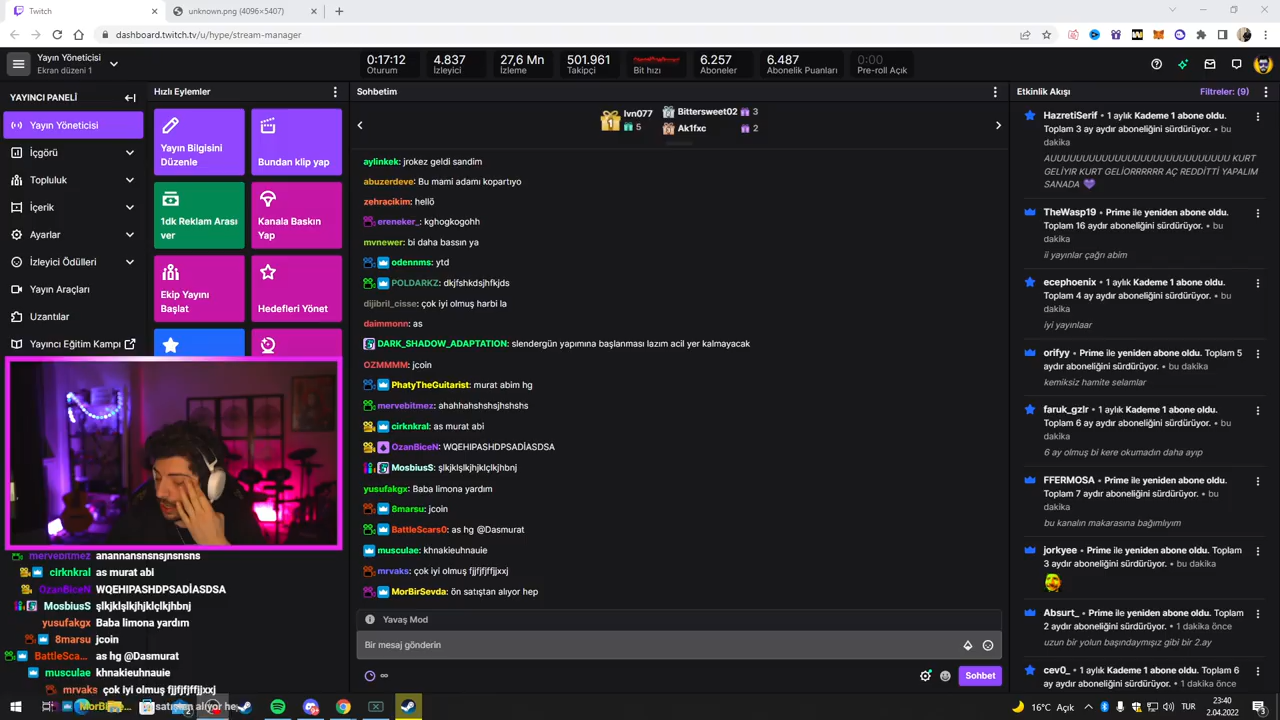 Twitch
unknown.png (4096×5407)
dashboard.twitch.tv/u/hype/stream-manager
Yayın Yöneticisi
Ekran düzeni 1
0:17:12
Oturum
4.837
İzleyici
27,6 Mn
İzleme
501.961
Takipçi
Bit hızı
6.257
Aboneler
6.487
Abonelik Puanları
0:00
Pre-roll Açık
YAYINCI PANELİ
Yayın Yöneticisi
İçgörü
Topluluk
İçerik
Ayarlar
İzleyici Ödülleri
Yayın Araçları
Uzantılar
Yayıncı Eğitim Kampı
Hızlı Eylemler
Yayın Bilgisini
Düzenle
Bundan klip yap
1dk Reklam Arası
ver
Kanala Baskın
Yap
Ekip Yayını
Başlat
Hedefleri Yönet
Sohbetim
1
lvn077
5
Bittersweet02 3
Ak1fxc 2
aylinkek: jrokez geldi sandim
abuzerdeve: Bu mami adamı kopartıyo
zehracikim: hellö
ereneker_: kghogkogohh
mvnewer: bi daha bassın ya
odennms: ytd
POLDARKZ: dkjfshkdsjhfkjds
dijibril_cisse: çok iyi olmuş harbi la
daimmonn: as
DARK_SHADOW_ADAPTATION: slendergün yapımına başlanması lazım acil yer kalmayacak
OZMMMM: jcoin
PhatyTheGuitarist: murat abim hg
mervebitmez: ahahhahshshsjhshshs
cirknkral: as murat abi
OzanBiceN: WQEHIPASHDPSADİASDSA
MosbiusS: şlkjklşlkjhjklçlkjhbnj
yusufakgx: Baba limona yardım
8marsu: jcoin
BattleScars0: as hg @Dasmurat
musculae: khnakieuhnauie
mrvaks: çok iyi olmuş fjjfjfjffjxxj
MorBirSevda: ön satıştan alıyor hep
Yavaş Mod
Bir mesaj gönderin
Sohbet
Etkinlik Akışı
Filtreler: (9)
HazretiSerif • 1 aylık Kademe 1 abone oldu.
Toplam 3 ay aydır aboneliğini sürdürüyor. • bu
dakika
AUUUUUUUUUUUUUUUUUUUUUUUUUUU KURT
GELİYIR KURT GELİORRRRRR AÇ REDDİTTİ YAPALIM
SANADA
TheWasp19 • Prime ile yeniden abone oldu.
Toplam 16 aydır aboneliğini sürdürüyor. • bu
dakika
ii yayınlar çağrı abim
ecephoenix • 1 aylık Kademe 1 abone oldu.
Toplam 4 ay aydır aboneliğini sürdürüyor. • bu
dakika
iyi yayınlaar
orifyy • Prime ile yeniden abone oldu. Toplam 5
aydır aboneliğini sürdürüyor. • bu dakika
kemiksiz hamite selamlar
faruk_gzlr • 1 aylık Kademe 1 abone oldu.
Toplam 6 ay aydır aboneliğini sürdürüyor. • bu
dakika
6 ay olmuş bi kere okumadın daha ayıp
FFERMOSA • Prime ile yeniden abone oldu.
Toplam 7 aydır aboneliğini sürdürüyor. • bu
dakika
bu kanalın makarasına bağımlıyım
jorkyee • Prime ile yeniden abone oldu. Toplam
3 aydır aboneliğini sürdürüyor. • bu dakika
Absurt_ • Prime ile yeniden abone oldu. Toplam
2 aydır aboneliğini sürdürüyor. • 1 dakika önce
uzun bir yolun başındaymışız gibi bir 2.ay
cev0_ • 1 aylık Kademe 1 abone oldu. Toplam 6
ay aydır aboneliğini sürdürüyor. • 1 dakika önce
cirknkral as murat abi
OzanBiceN WQEHIPASHDPSADİASDSA
MosbiusS şlkjklşlkjhjklçlkjhbnj
yusufakgx Baba limona yardım
8marsu jcoin
BattleSca... as hg @Dasmurat
musculae khnakieuhnauie
mrvaks çok iyi olmuş fjjfjfjffjxxj
16°C Açık
TUR
23:40
2.04.2022
3